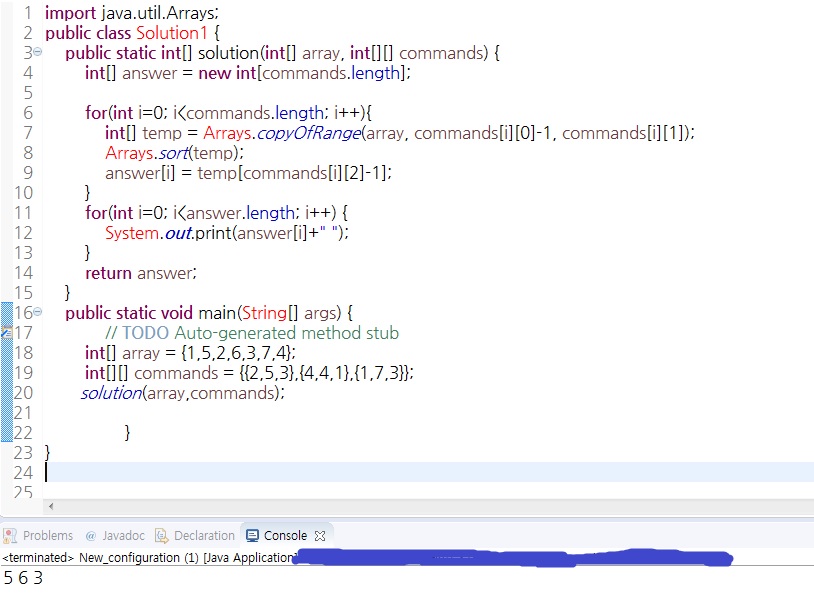 1 import java.util.Arrays;
2 public class Solution1 {
3 public static int[] solution(int[] array, int[][] commands) {
4 int[] answer = new int[commands.length];
5
6 for(int i=0; i<commands.length; i++){
7 int[] temp = Arrays.copyOfRange(array, commands[i][0]-1, commands[i][1]);
8 Arrays.sort(temp);
9 answer[i] = temp[commands[i][2]-1];
10 }
11 for(int i=0; i<answer.length; i++) {
12 System.out.print(answer[i]+" ");
13 }
14 return answer;
15 }
16 public static void main(String[] args) {
17 // TODO Auto-generated method stub
18 int[] array = {1,5,2,6,3,7,4};
19 int[][] commands = {{2,5,3},{4,4,1},{1,7,3}};
20 solution(array,commands);
21
22 }
23 }
24
25
Problems @ Javadoc Declaration Console
<terminated> New_configuration (1) [Java Application]
5 6 3